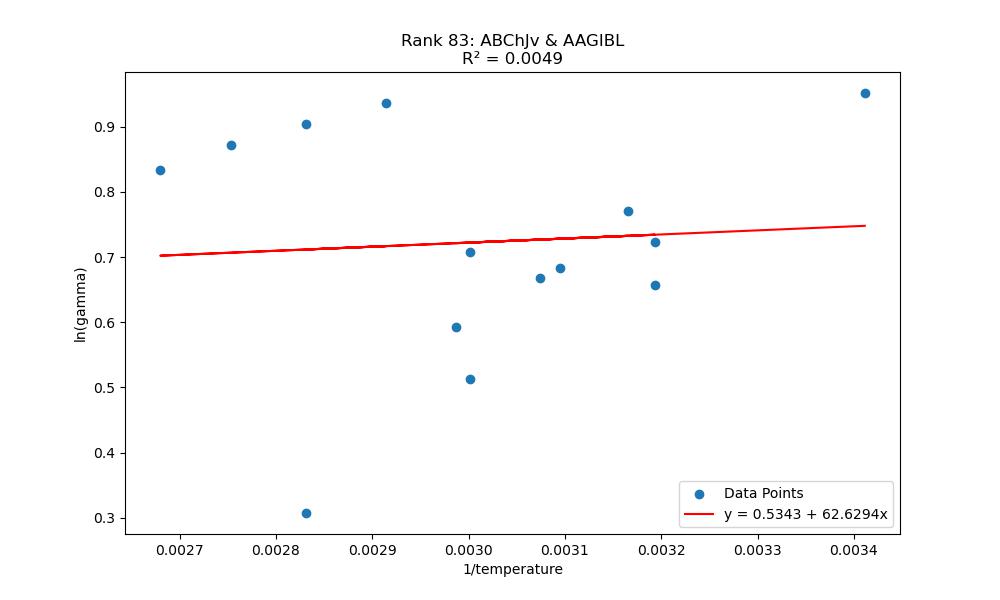 Rank 83: ABChJv & AAGIBL
R² = 0.0049
ln(gamma)
0.9
0.8
0.7
0.6
0.5
0.4
0.3
Data Points
y = 0.5343 + 62.6294x
0.0027 0.0028 0.0029 0.0030 0.0031 0.0032 0.0033 0.0034
1/temperature